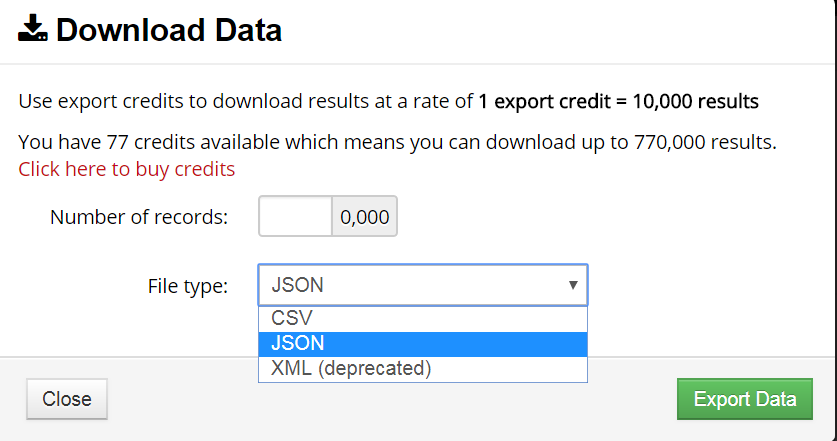 Download Data
Use export credits to download results at a rate of 1 export credit = 10,000 results
You have 77 credits available which means you can download up to 770,000 results.
Click here to buy credits
Number of records: 0,000
File type: JSON
CSV
JSON
XML (deprecated)
Close Export Data